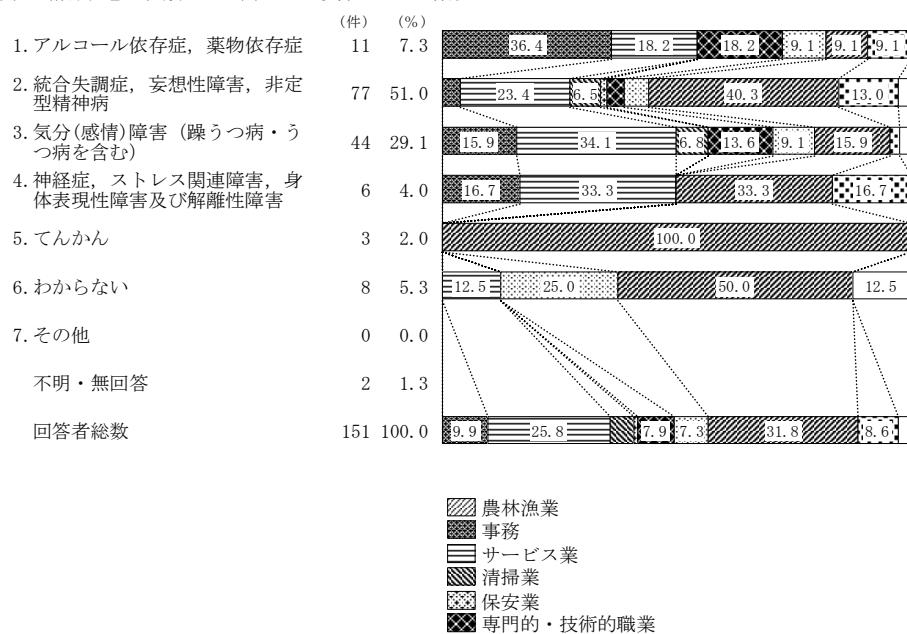 (件) (%)
1. アルコール依存症，薬物依存症 11 7.3 36.4 18.2 18.2 9.1 9.1 9.1
2. 統合失調症，妄想性障害，非定
型精神病 77 51.0 23.4 6.5 40.3 13.0
3. 気分(感情)障害（躁うつ病・う
つ病を含む） 44 29.1 15.9 34.1 6.8 13.6 9.1 15.9
4. 神経症，ストレス関連障害，身
体表現性障害及び解離性障害 6 4.0 16.7 33.3 33.3 16.7
5. てんかん 3 2.0 100.0
6. わからない 8 5.3 12.5 25.0 50.0 12.5
7. その他 0 0.0
不明・無回答 2 1.3
回答者総数 151 100.0 9.9 25.8 7.9 7.3 31.8 8.6
農林漁業
事務
サービス業
清掃業
保安業
専門的・技術的職業